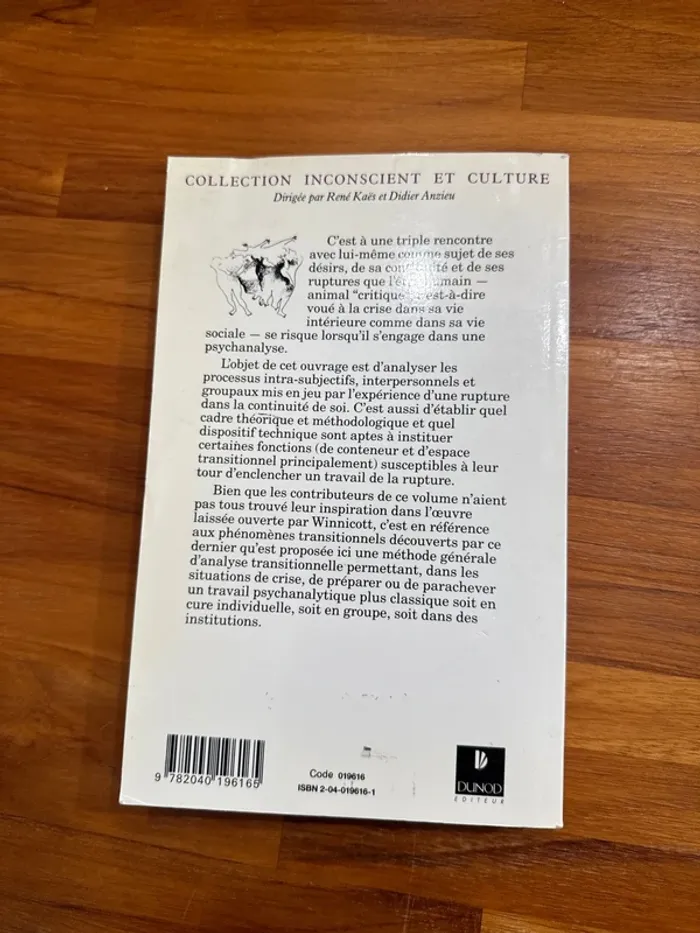 COLLECTION INCONSCIENT ET CULTURE
Dirigée par René Kaës et Didier Anzieu
C'est à une triple rencontre
avec lui-même comme sujet de ses
désirs, de sa et de ses
ruptures que —
animal "critique" c'est-à-dire
voué à la crise dans sa vie
intérieure comme dans sa vie
sociale — se risque lorsqu'il s'engage dans une
psychanalyse.
L'objet de cet ouvrage est d'analyser les
processus intra-subjectifs, interpersonnels et
groupaux mis en jeu par l'expérience d'une rupture
dans la continuité de soi. C'est aussi d'établir quel
cadre théorique et méthodologique et quel
dispositif technique sont aptes à instituer
certaines fonctions (de conteneur et d'espace
transitionnel principalement) susceptibles à leur
tour d'enclencher un travail de la rupture.
Bien que les contributeurs de ce volume n'aient
pas tous trouvé leur inspiration dans l'œuvre
laissée ouverte par Winnicott, c'est en référence
aux phénomènes transitionnels découverts par ce
dernier qu'est proposée ici une méthode générale
d'analyse transitionnelle permettant, dans les
situations de crise, de préparer ou de parachever
un travail psychanalytique plus classique soit en
cure individuelle, soit en groupe, soit dans des
institutions.
9 782040 196165
Code 019616
ISBN 2-04-019616-1
DUNOD
EDITEUR